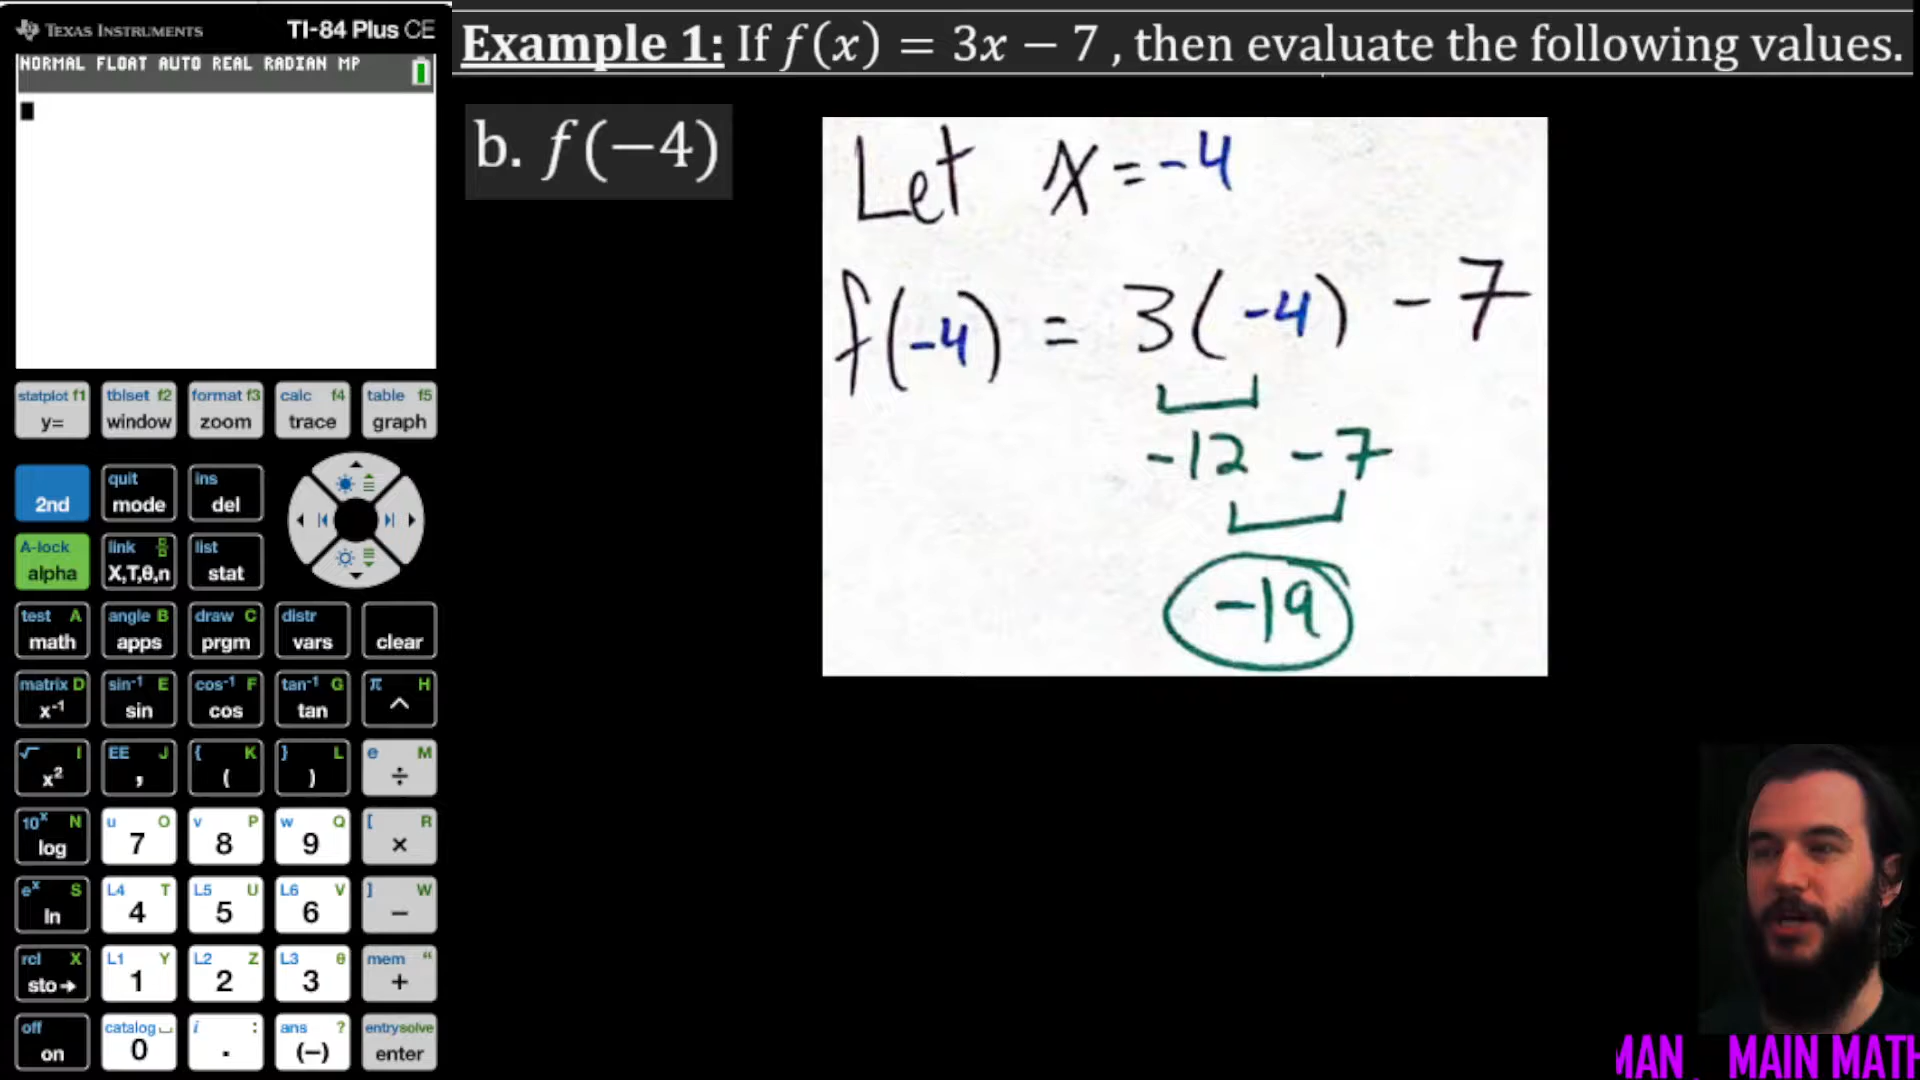 TEXAS INSTRUMENTS TI-84 Plus CE
NORMAL FLOAT AUTO REAL RADIAN MP
Example 1: If f(x) = 3x − 7 , then evaluate the following values.
b. f(−4)
Let x = -4
f(-4) = 3(-4) - 7
-12 - 7
-19
statplot f1 tblset f2 format f3 calc f4 table f5
y= window zoom trace graph
quit ins
2nd mode del
A-lock link list
alpha X,T,θ,n stat
test A angle B draw C distr
math apps prgm vars clear
matrix D sin⁻¹ E cos⁻¹ F tan⁻¹ G π H
x⁻¹ sin cos tan ^
√ I EE J { K } L e M
x² , ( ) ÷
10ˣ N u O v P w Q [ R
log 7 8 9 ×
eˣ S L4 T L5 U L6 V ] W
ln 4 5 6 −
rcl X L1 Y L2 Z L3 θ mem "
sto→ 1 2 3 +
off catalog ⎵ i : ans ? entry solve
on 0 . (−) enter
MAN . MAIN MATH